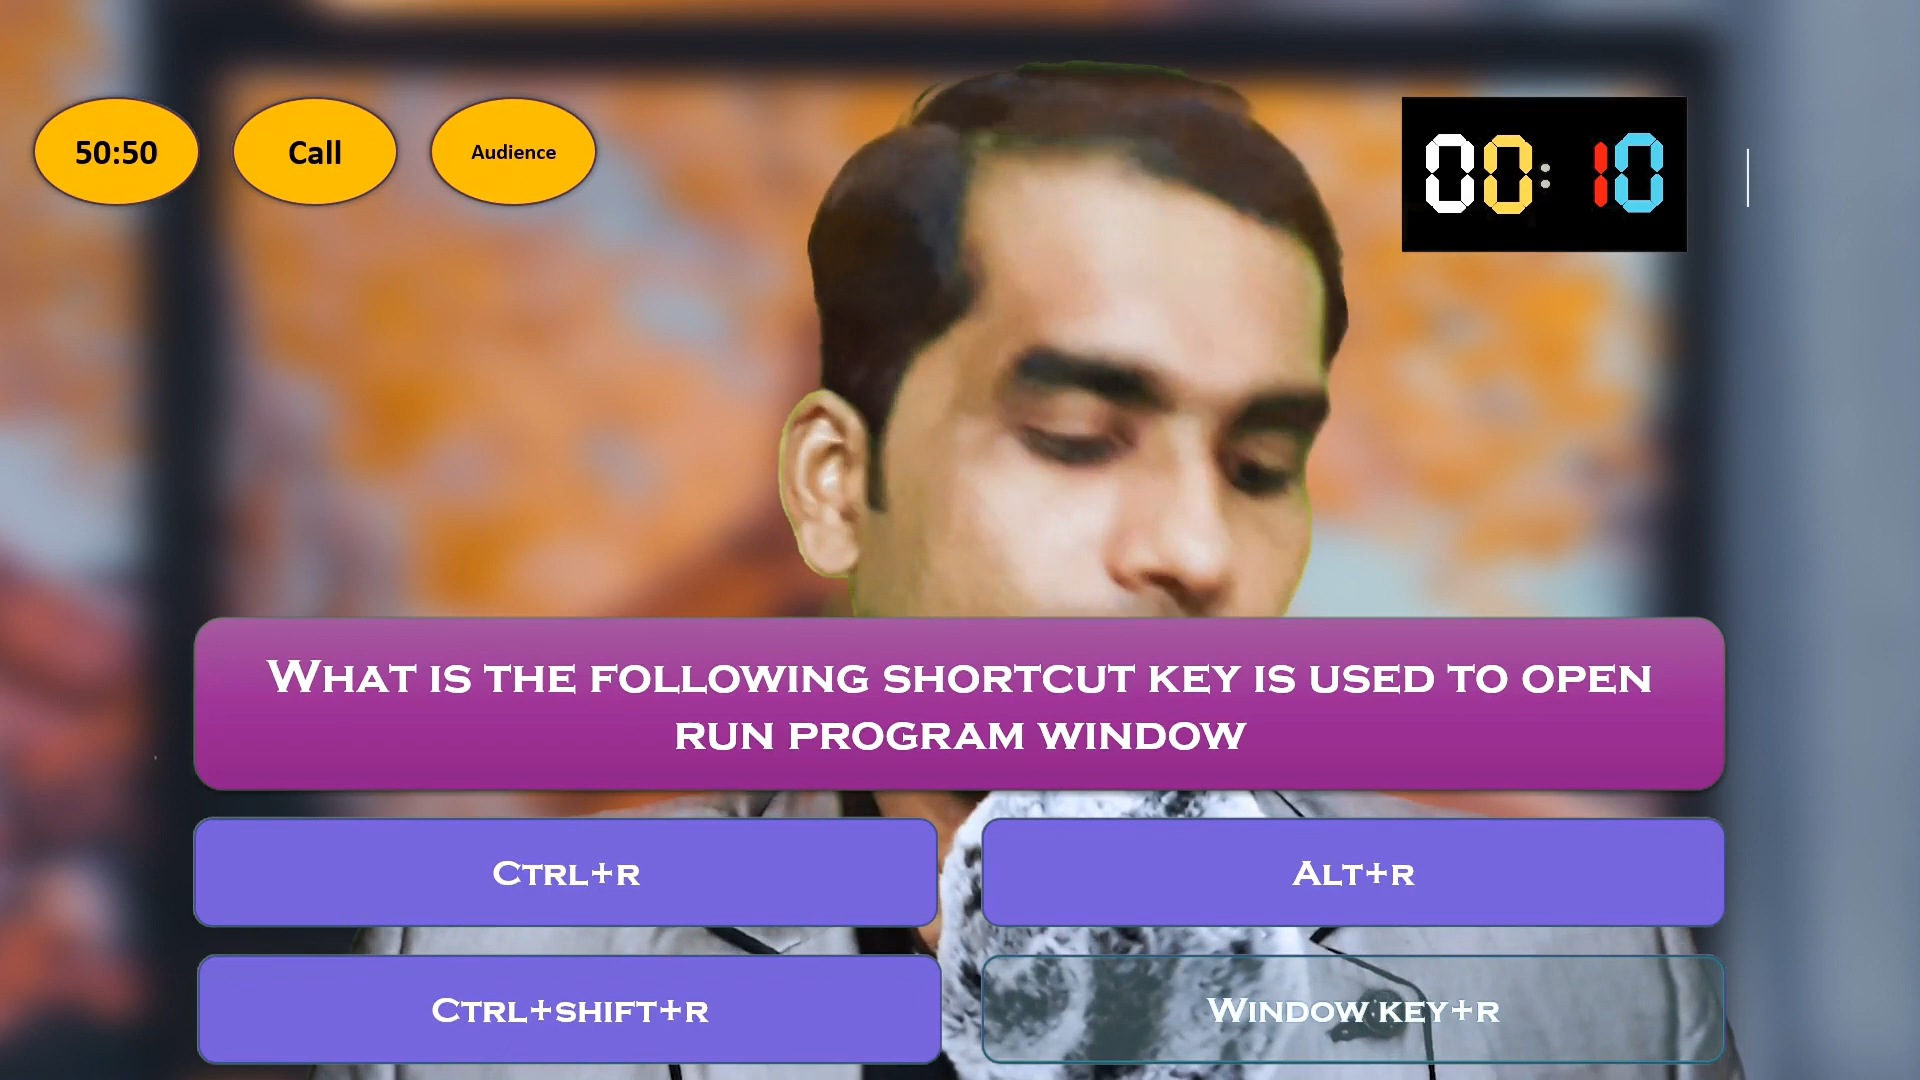 50:50 Call Audience 00:10
WHAT IS THE FOLLOWING SHORTCUT KEY IS USED TO OPEN
RUN PROGRAM WINDOW
CTRL+R ALT+R
CTRL+SHIFT+R WINDOW KEY+R